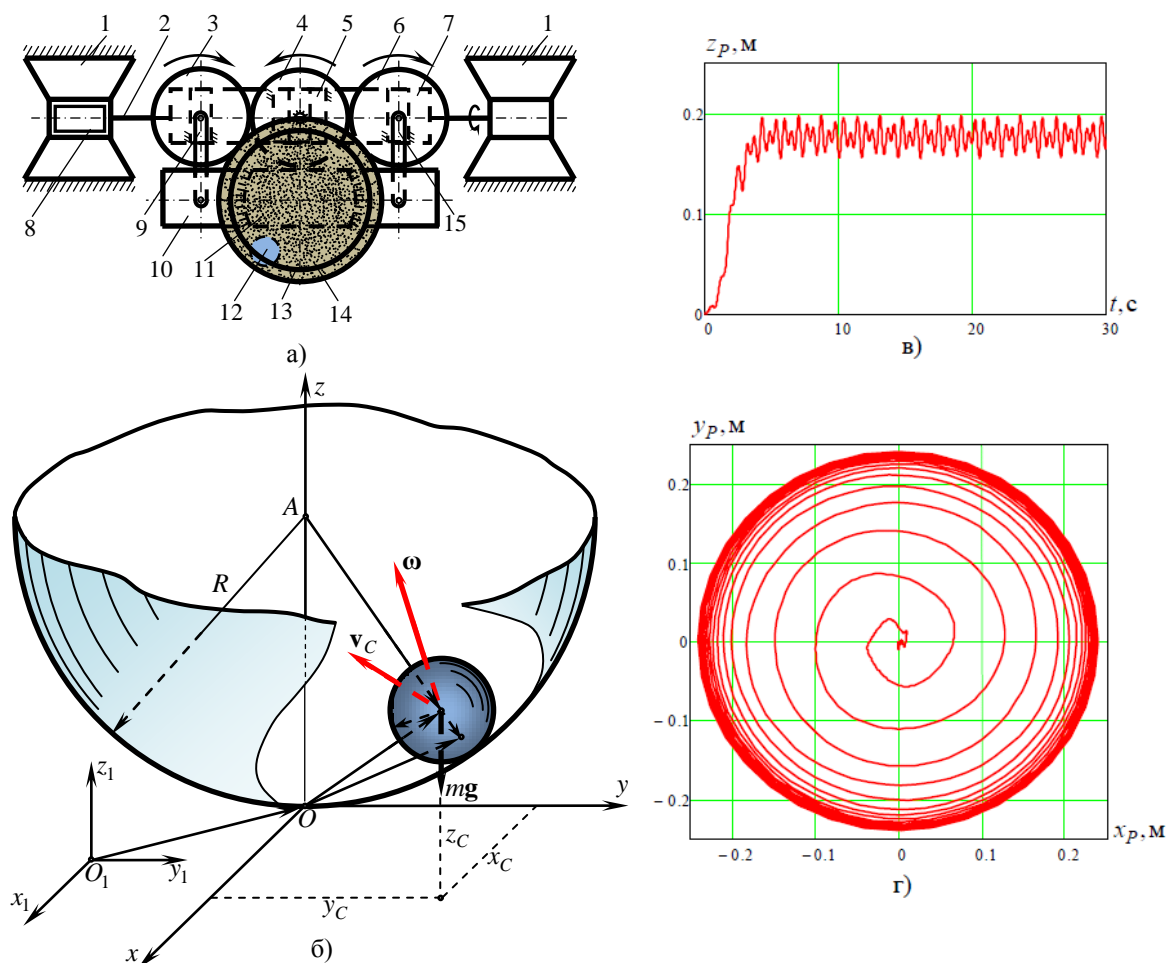 1 2 3 4 5 6 7 1
8 9 15
10 11 12 13 14
а)
z_P, м
0.2
0.1
0
0 10 20 30
t, с
в)
z
A
R
ω
v_C
mg
y
O
z_C
x_C
z_1
y_1
O_1
x_1
y_C
x
б)
y_P, м
0.2
0.1
0
− 0.1
− 0.2
− 0.2 − 0.1 0 0.1 0.2
x_P, м
г)